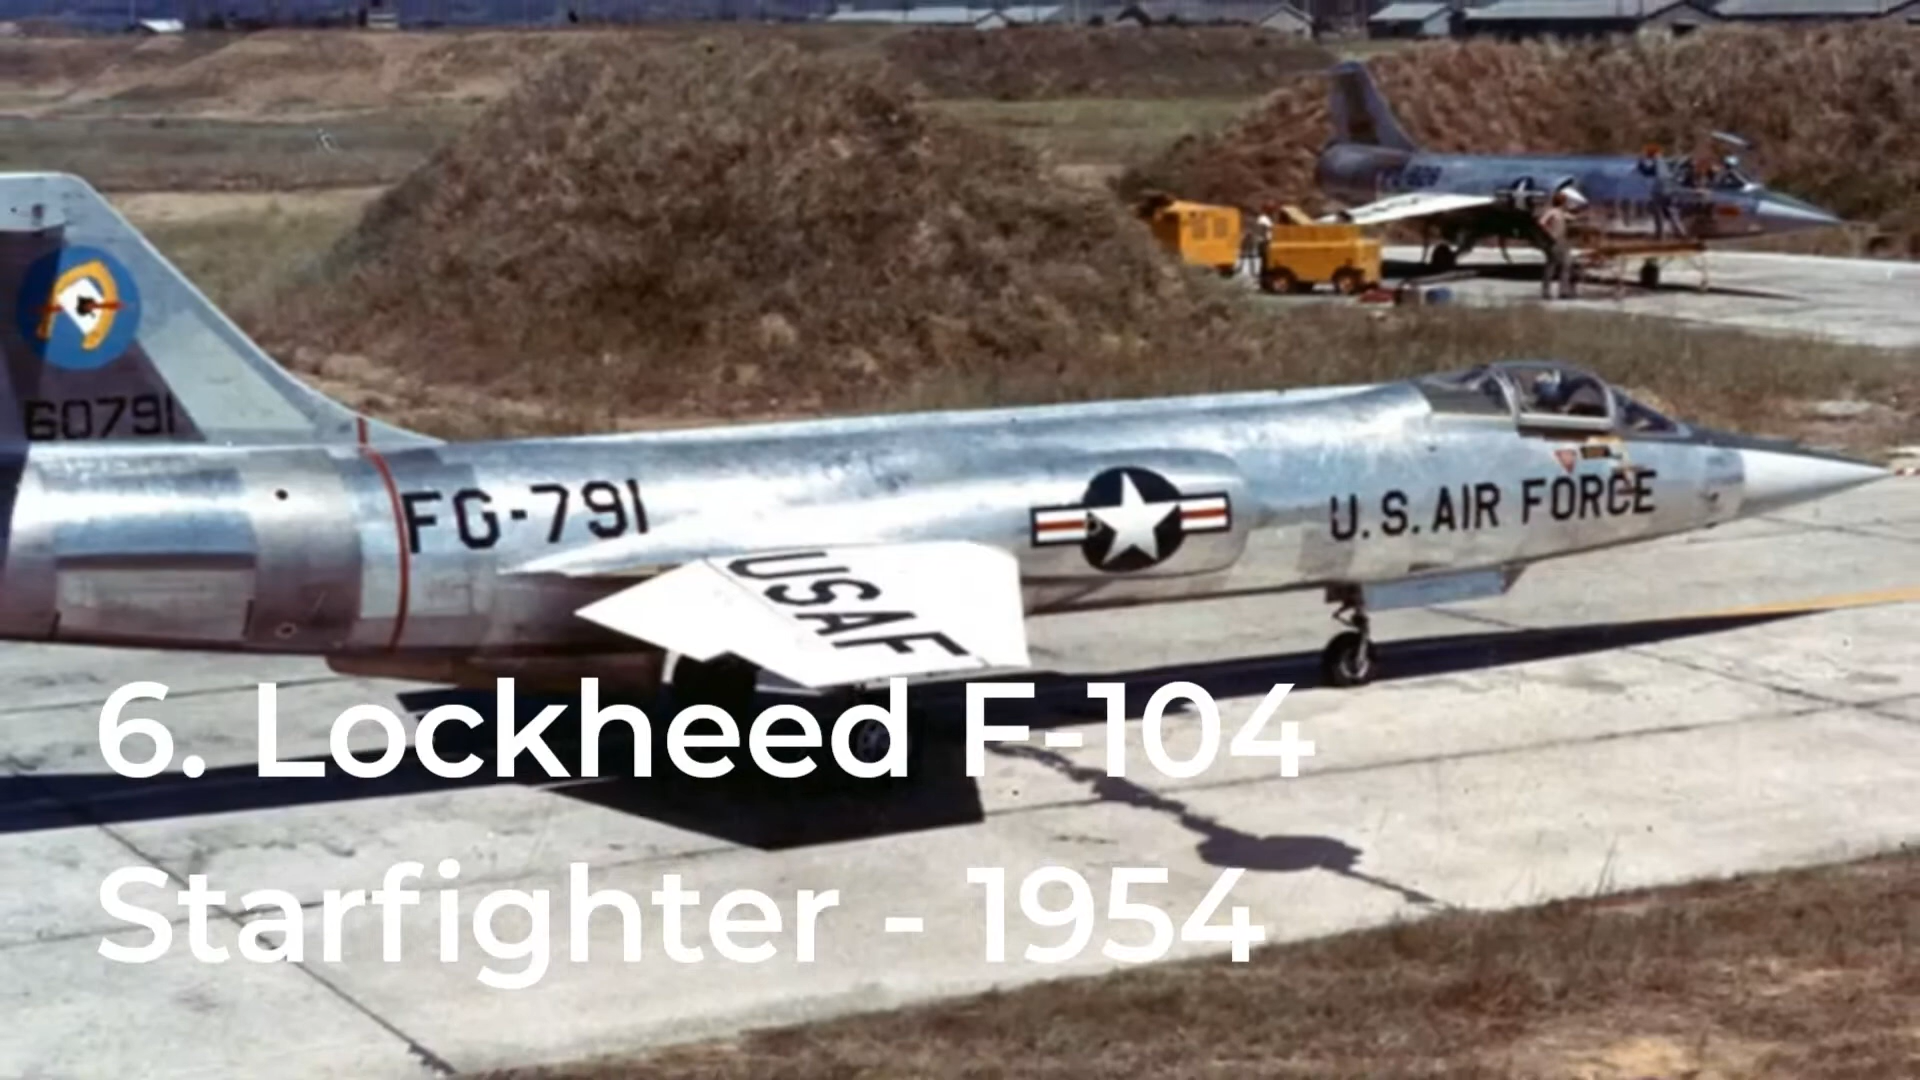 60791
FG-791
U.S. AIR FORCE
USAF
6. Lockheed F-104
Starfighter - 1954